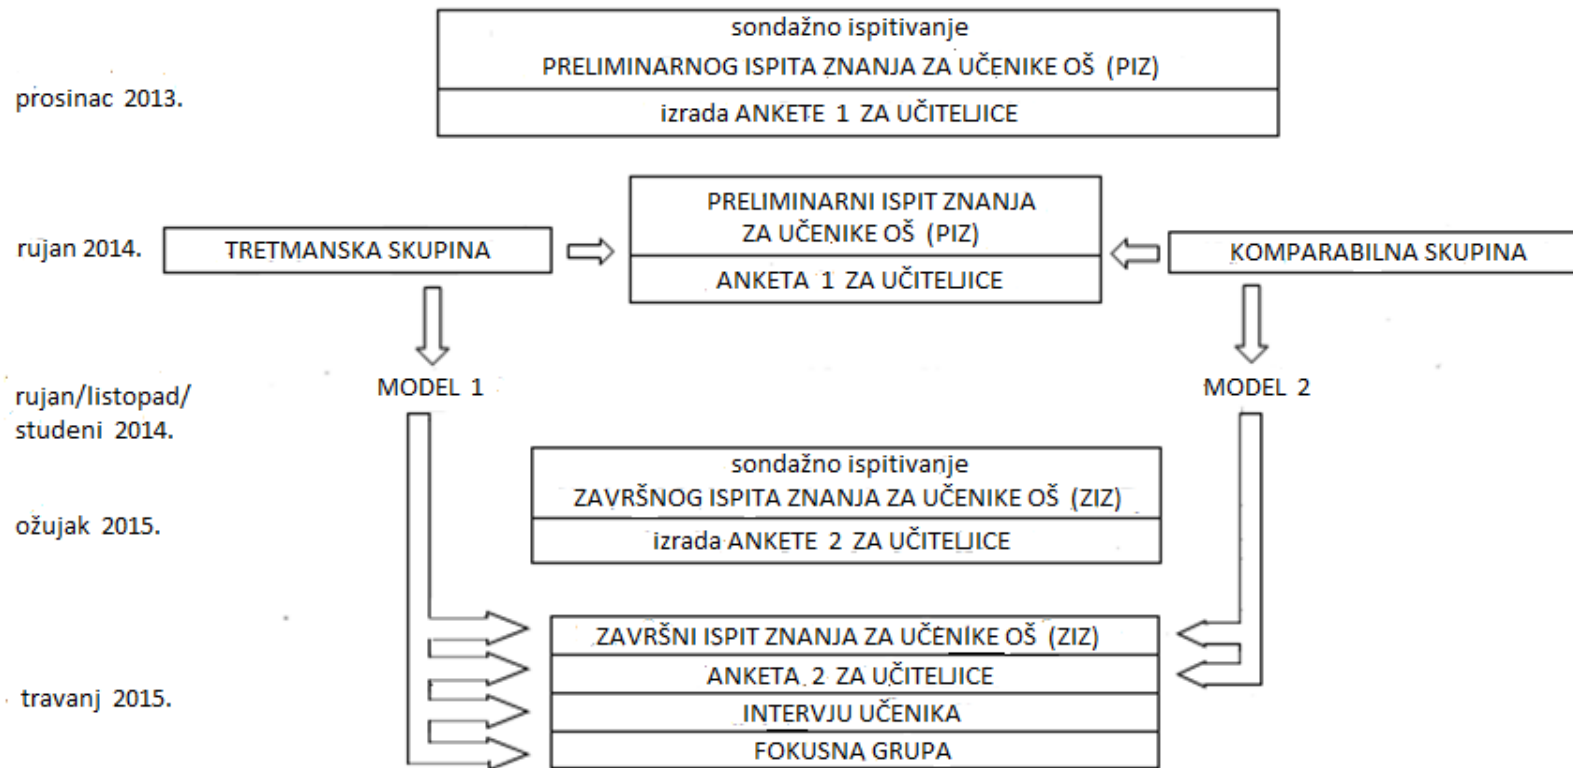 sondažno ispitivanje
PRELIMINARNOG ISPITA ZNANJA ZA UČENIKE OŠ (PIZ)
prosinac 2013.
izrada ANKETE 1 ZA UČITELJICE
PRELIMINARNI ISPIT ZNANJA
ZA UČENIKE OŠ (PIZ)
rujan 2014.
TRETMANSKA SKUPINA
KOMPARABILNA SKUPINA
ANKETA 1 ZA UČITELJICE
MODEL 1
MODEL 2
rujan/listopad/
studeni 2014.
sondažno ispitivanje
ZAVRŠNOG ISPITA ZNANJA ZA UČENIKE OŠ (ZIZ)
ožujak 2015.
izrada ANKETE 2 ZA UČITELJICE
ZAVRŠNI ISPIT ZNANJA ZA UČENIKE OŠ (ZIZ)
ANKETA 2 ZA UČITELJICE
travanj 2015.
INTERVJU UČENIKA
FOKUSNA GRUPA